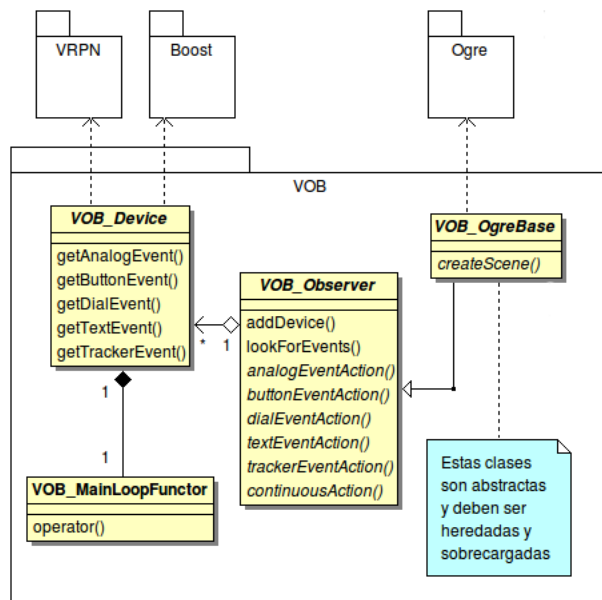 VRPN
Boost
Ogre
VOB
VOB_Device
getAnalogEvent()
getButtonEvent()
getDialEvent()
getTextEvent()
getTrackerEvent()
VOB_OgreBase
createScene()
VOB_Observer
addDevice()
lookForEvents()
analogEventAction()
buttonEventAction()
dialEventAction()
textEventAction()
trackerEventAction()
continuousAction()
* 1
1
1
VOB_MainLoopFunctor
operator()
Estas clases
son abstractas
y deben ser
heredadas y
sobrecargadas